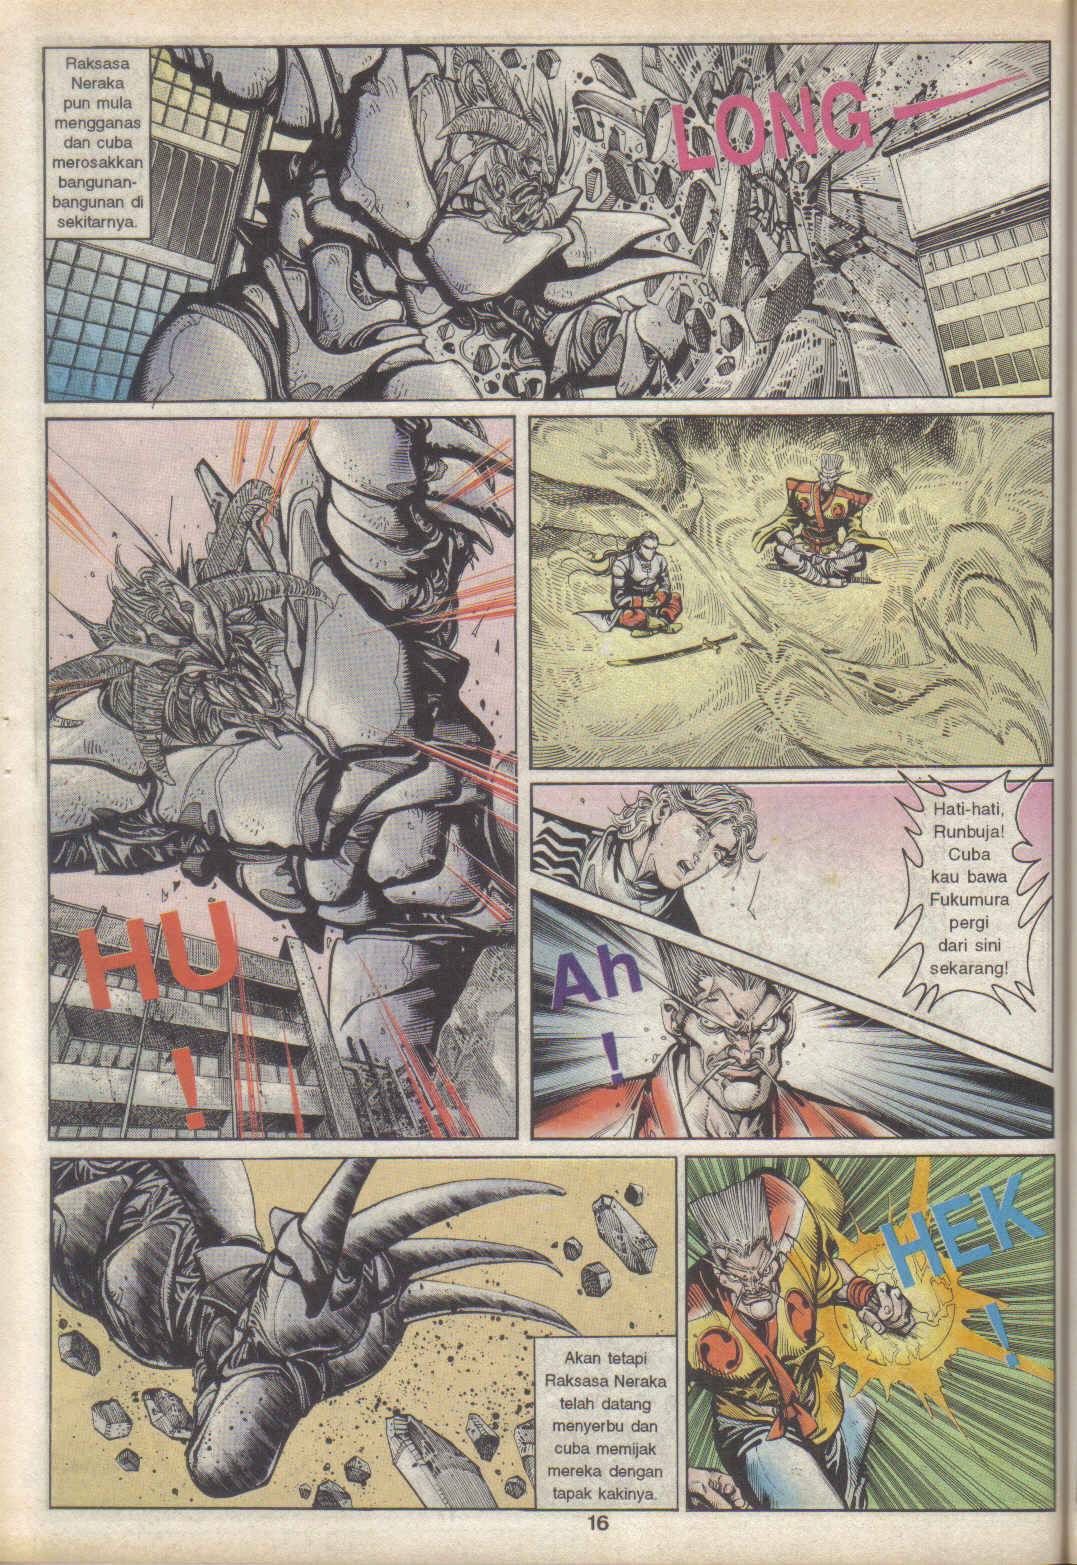 Raksasa
Neraka
pun mula
mengganas
dan cuba
merosakkan
bangunan-
bangunan di
sekitarnya.
LONG
HU
!
Hati-hati,
Runbuja!
Cuba
kau bawa
Fukumura
pergi
dari sini
sekarang!
Ah
!
Akan tetapi
Raksasa Neraka
telah datang
menyerbu dan
cuba memijak
mereka dengan
tapak kakinya.
HEK
!
16